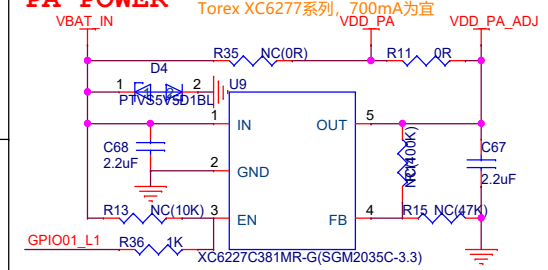 PA POWER
Torex XC6277系列，700mA为宜
VBAT_IN
VDD_PA
VDD_PA_ADJ
R35
NC(0R)
R11
0R
D4
1
2
PTVS5V5D1BL
U9
1
IN
OUT
5
C68
2.2uF
2
GND
NC(400K)
C67
2.2uF
R13
NC(10K)
3
EN
FB
4
R15
NC(47K)
GPIO01_L1
R36
1K
XC6227C381MR-G(SGM2035C-3.3)